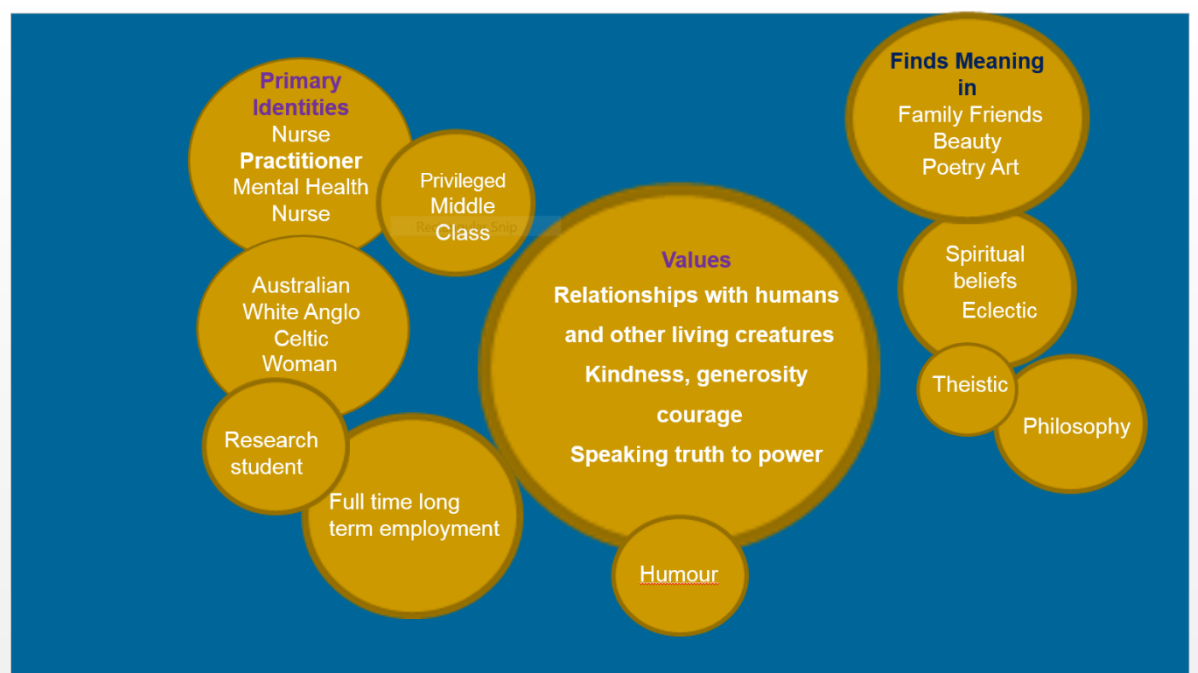 Primary
Identities
Nurse
Practitioner
Mental Health
Nurse
Privileged
Middle
Class
Australian
White Anglo
Celtic
Woman
Research
student
Full time long
term employment
Values
Relationships with humans
and other living creatures
Kindness, generosity
courage
Speaking truth to power
Humour
Finds Meaning
in
Family Friends
Beauty
Poetry Art
Spiritual
beliefs
Eclectic
Theistic
Philosophy